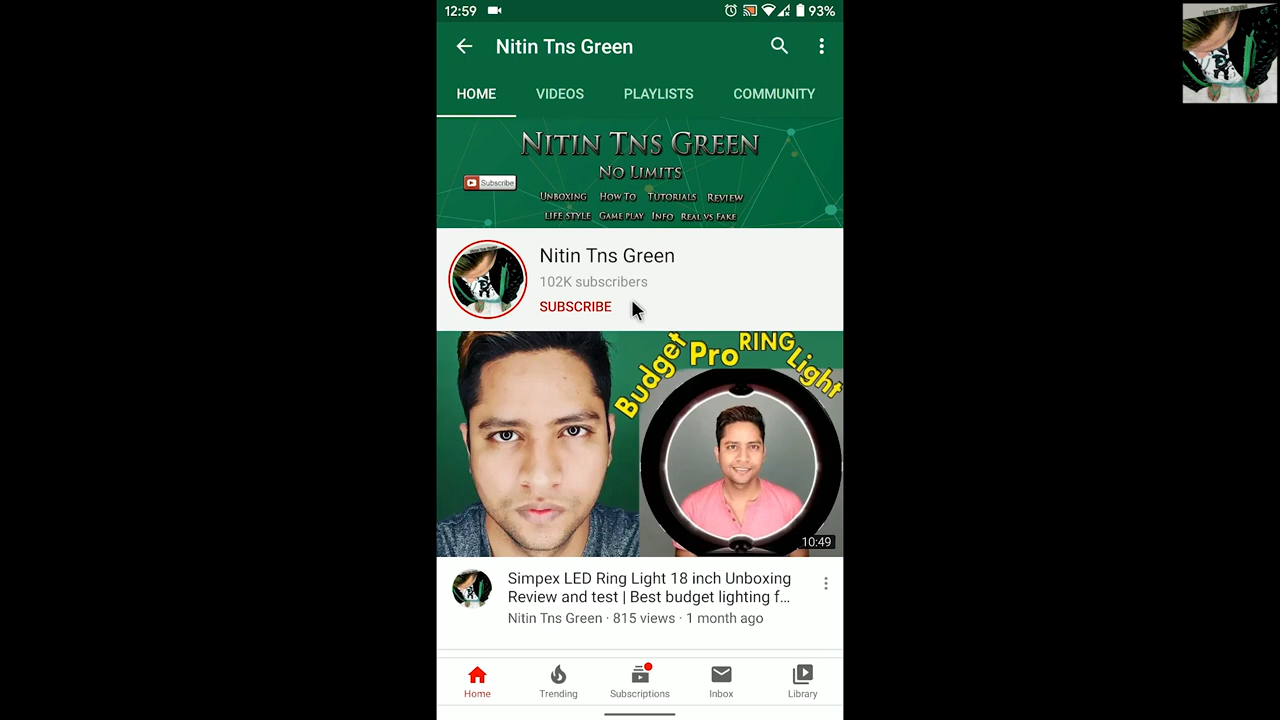 12:59 93%
Nitin Tns Green
HOME VIDEOS PLAYLISTS COMMUNITY
NITIN TNS GREEN
NO LIMITS
Subscribe
UNBOXING HOW TO TUTORIALS REVIEW
LIFE STYLE GAME PLAY INFO REAL VS FAKE
Nitin Tns Green
102K subscribers
SUBSCRIBE
Budget Pro RING Light
10:49
Simpex LED Ring Light 18 inch Unboxing
Review and test | Best budget lighting f...
Nitin Tns Green · 815 views · 1 month ago
Home Trending Subscriptions Inbox Library